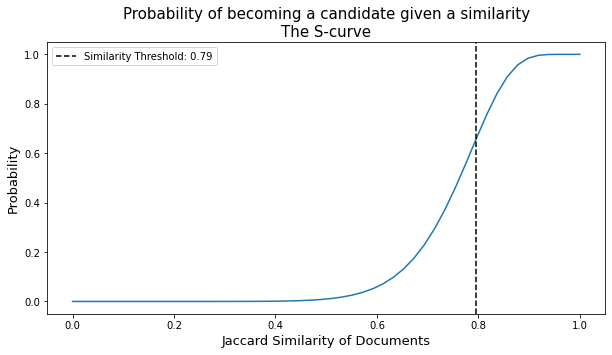 Probability of becoming a candidate given a similarity
The S-curve
Similarity Threshold: 0.79
1.0
0.8
0.6
0.4
0.2
0.0
Probability
0.0 0.2 0.4 0.6 0.8 1.0
Jaccard Similarity of Documents